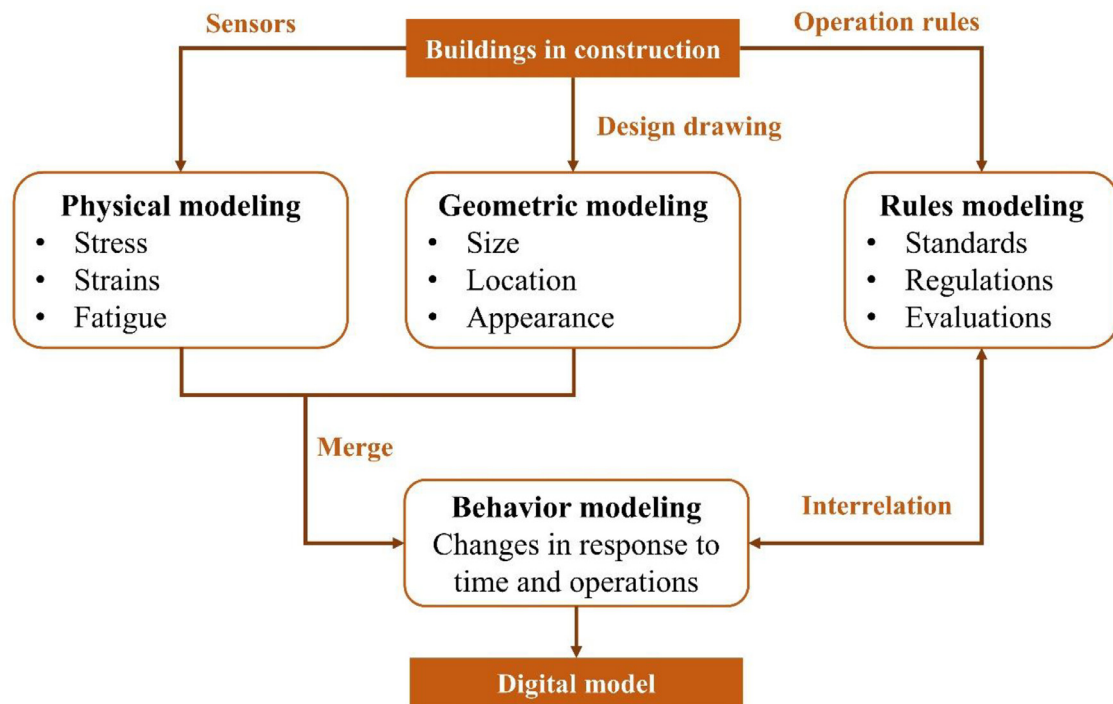 Sensors
Buildings in construction
Operation rules
Design drawing
Physical modeling
• Stress
• Strains
• Fatigue
Geometric modeling
• Size
• Location
• Appearance
Rules modeling
• Standards
• Regulations
• Evaluations
Merge
Behavior modeling
Changes in response to
time and operations
Interrelation
Digital model